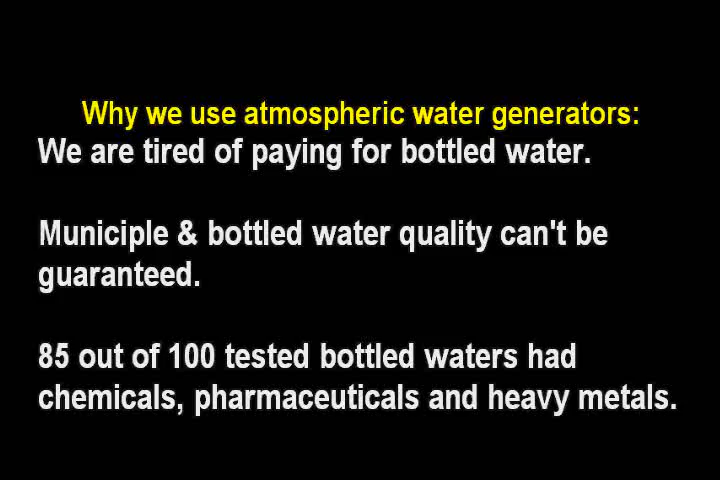 Why we use atmospheric water generators:
We are tired of paying for bottled water.
Municiple & bottled water quality can't be
guaranteed.
85 out of 100 tested bottled waters had
chemicals, pharmaceuticals and heavy metals.